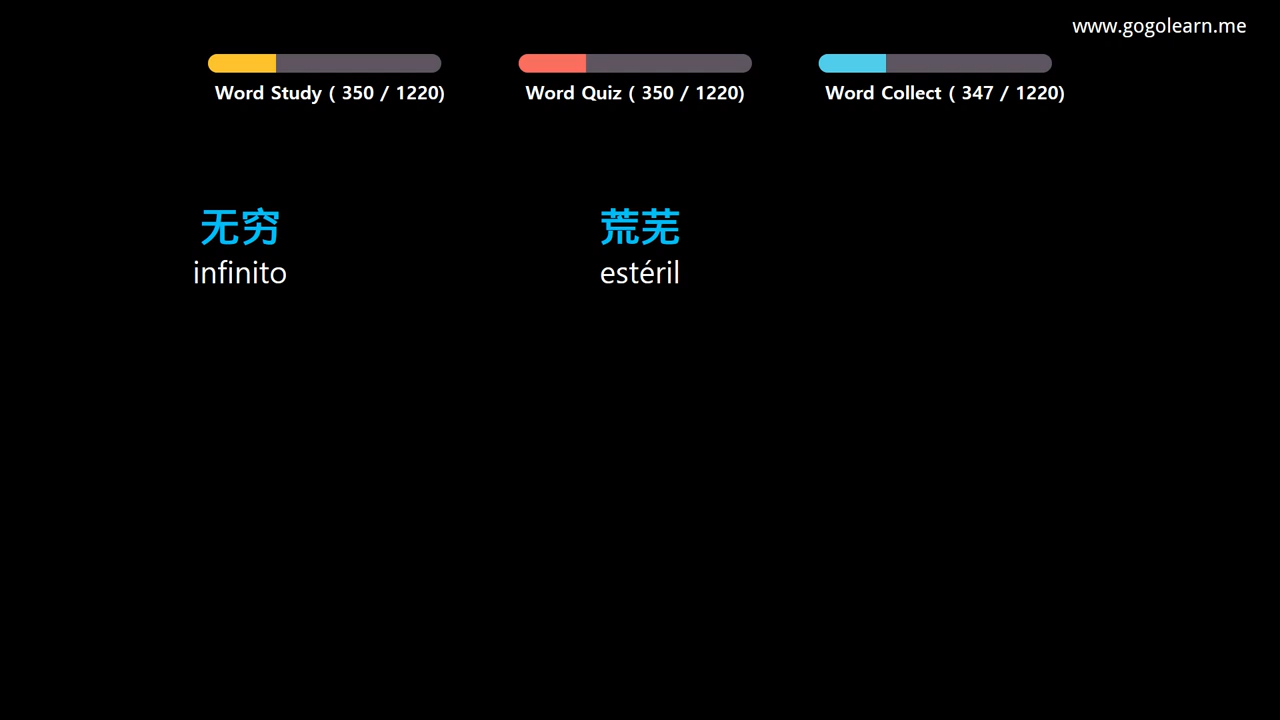 www.gogolearn.me
Word Study ( 350 / 1220)
Word Quiz ( 350 / 1220)
Word Collect ( 347 / 1220)
无穷
infinito
荒芜
estéril